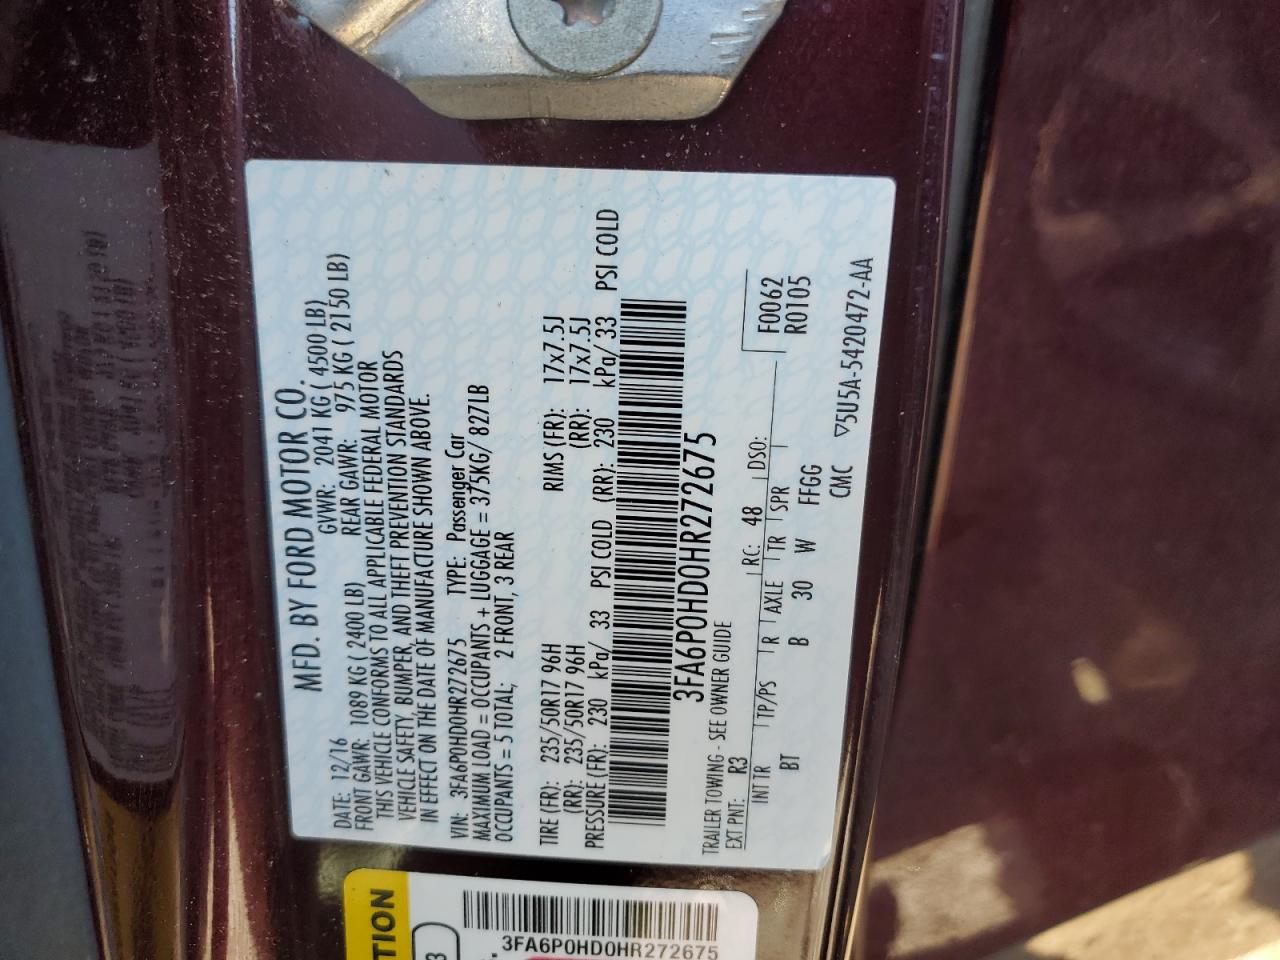 MFD. BY FORD MOTOR CO.
DATE: 12/16 GVWR: 2041 KG ( 4500 LB)
FRONT GAWR: 1089 KG ( 2400 LB) REAR GAWR: 975 KG ( 2150 LB)
THIS VEHICLE CONFORMS TO ALL APPLICABLE FEDERAL MOTOR
VEHICLE SAFETY, BUMPER, AND THEFT PREVENTION STANDARDS
IN EFFECT ON THE DATE OF MANUFACTURE SHOWN ABOVE.
VIN: 3FA6P0HD0HR272675 TYPE: Passenger Car
MAXIMUM LOAD = OCCUPANTS + LUGGAGE = 375KG/ 827LB
OCCUPANTS = 5 TOTAL; 2 FRONT, 3 REAR
TIRE (FR): 235/50R17 96H RIMS (FR): 17x7.5J
(RR): 235/50R17 96H (RR): 17x7.5J
PRESSURE (FR): 230 kPa/ 33 PSI COLD (RR): 230 kPa/ 33 PSI COLD
3FA6P0HD0HR272675
TRAILER TOWING - SEE OWNER GUIDE
EXT PNT: R3 RC: 48 DSO: F0062
R0105
INT TR TP/PS R AXLE TR SPR
BT B 30 W FFGG
CMC ▽5U5A-5420472-AA
TION
3
3FA6P0HD0HR272675